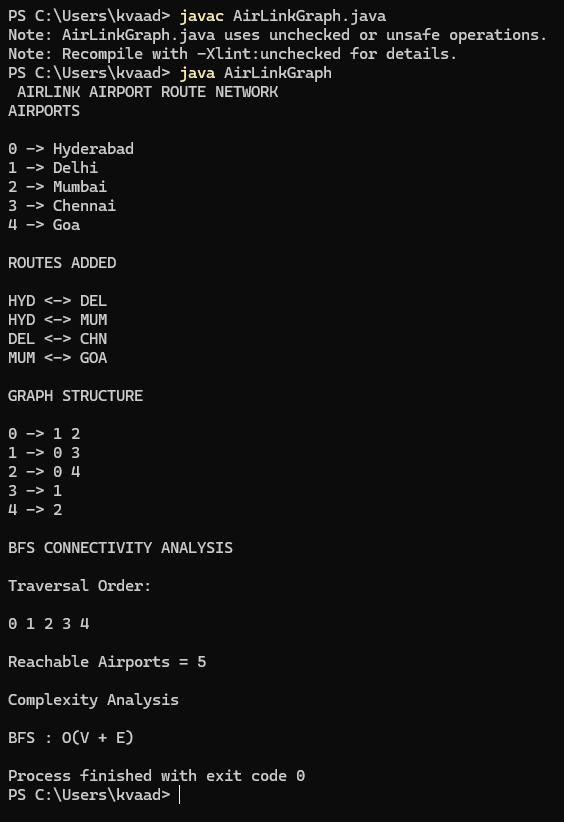 PS C:\Users\kvaad> javac AirLinkGraph.java
Note: AirLinkGraph.java uses unchecked or unsafe operations.
Note: Recompile with -Xlint:unchecked for details.
PS C:\Users\kvaad> java AirLinkGraph
 AIRLINK AIRPORT ROUTE NETWORK
AIRPORTS
0 -> Hyderabad
1 -> Delhi
2 -> Mumbai
3 -> Chennai
4 -> Goa
ROUTES ADDED
HYD <-> DEL
HYD <-> MUM
DEL <-> CHN
MUM <-> GOA
GRAPH STRUCTURE
0 -> 1 2
1 -> 0 3
2 -> 0 4
3 -> 1
4 -> 2
BFS CONNECTIVITY ANALYSIS
Traversal Order:
0 1 2 3 4
Reachable Airports = 5
Complexity Analysis
BFS : O(V + E)
Process finished with exit code 0
PS C:\Users\kvaad>